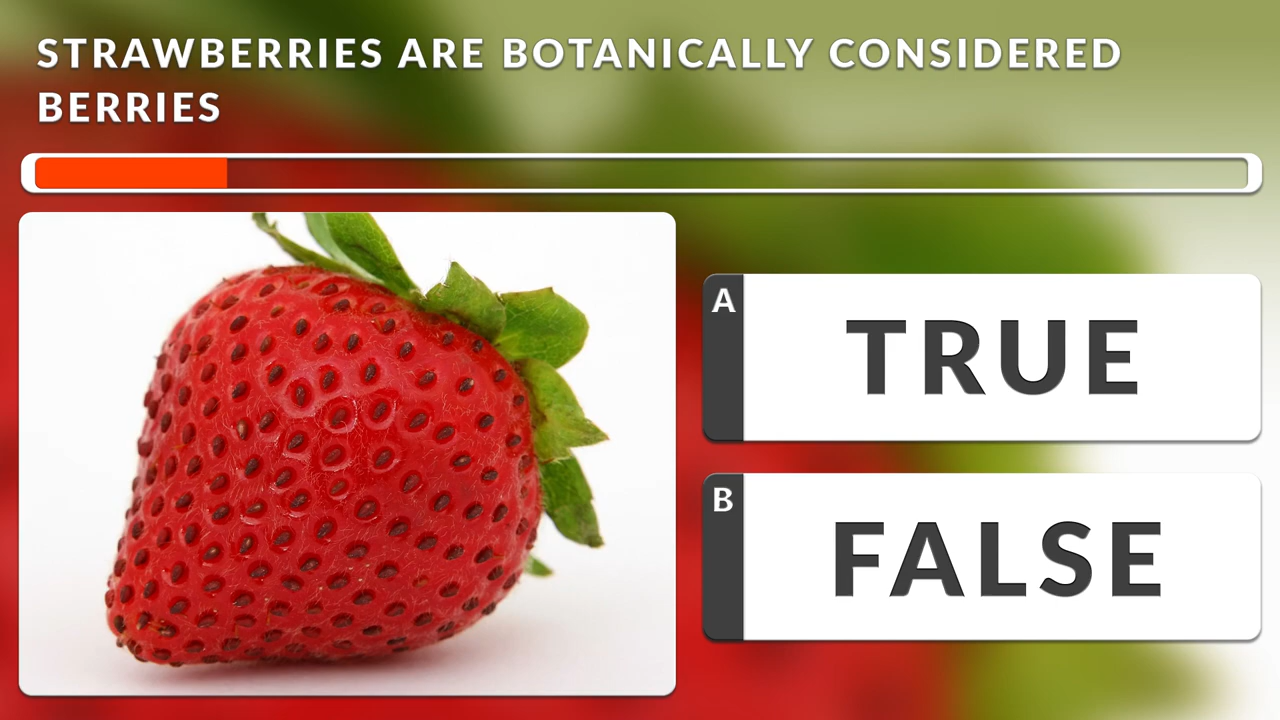 STRAWBERRIES ARE BOTANICALLY CONSIDERED
BERRIES
A
TRUE
B
FALSE